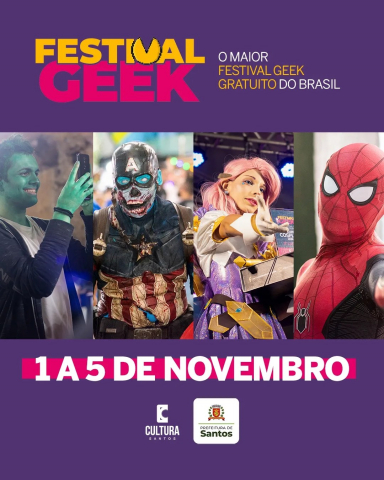 FESTIVAL
GEEK
O MAIOR
FESTIVAL GEEK
GRATUITO DO BRASIL
1 A 5 DE NOVEMBRO
CULTURA
SANTOS
PREFEITURA DE
Santos